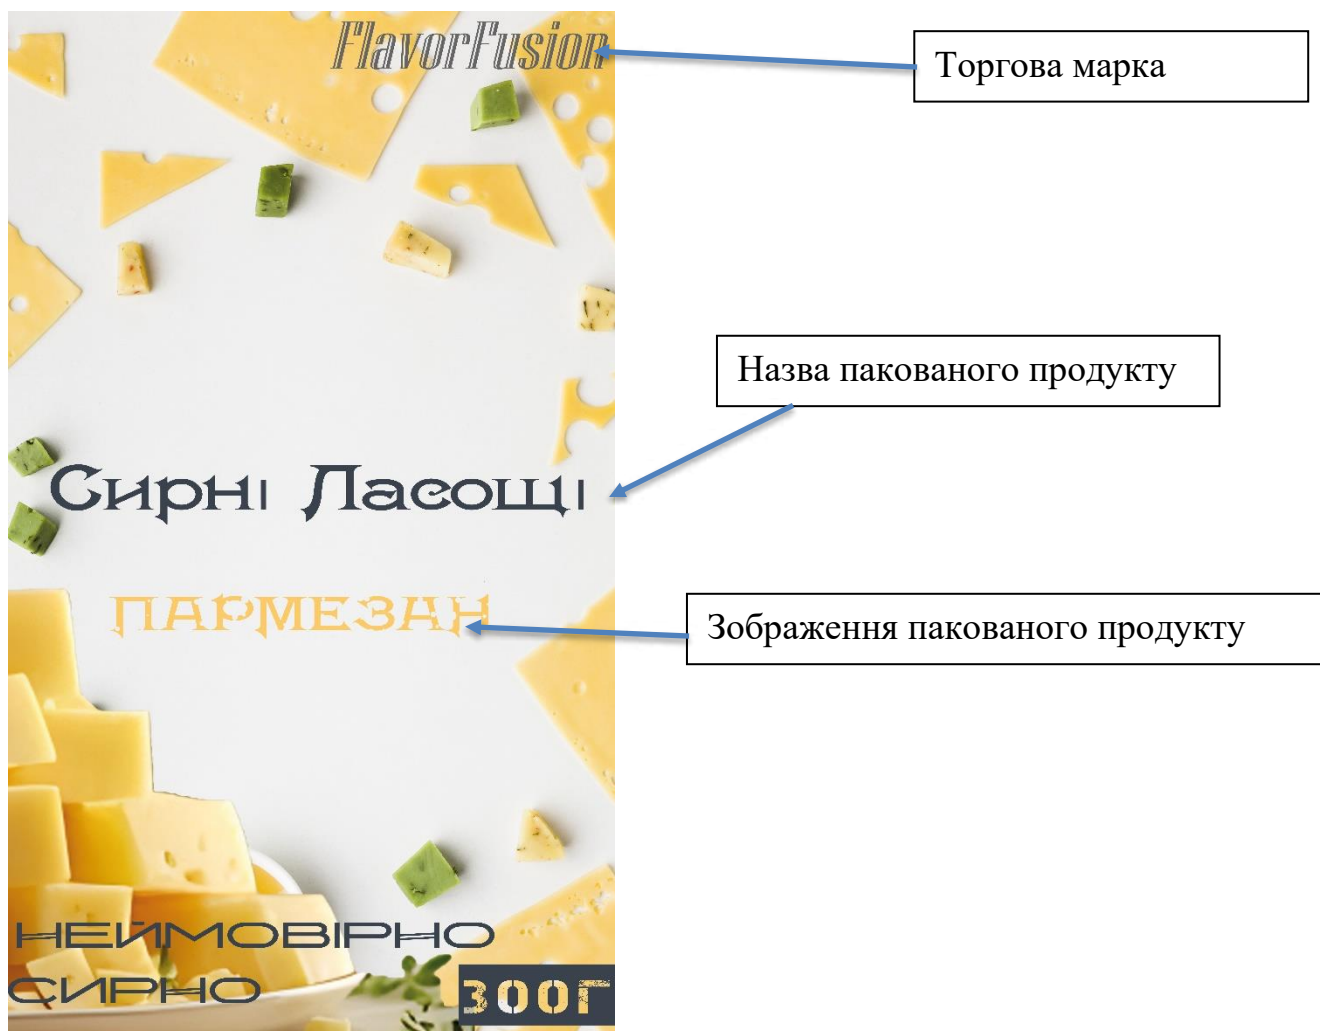 FlavorFusion
Торгова марка
Назва пакованого продукту
Сирні Ласощі
ПАРМЕЗАН
Зображення пакованого продукту
НЕЙМОВІРНО
СИРНО
300Г